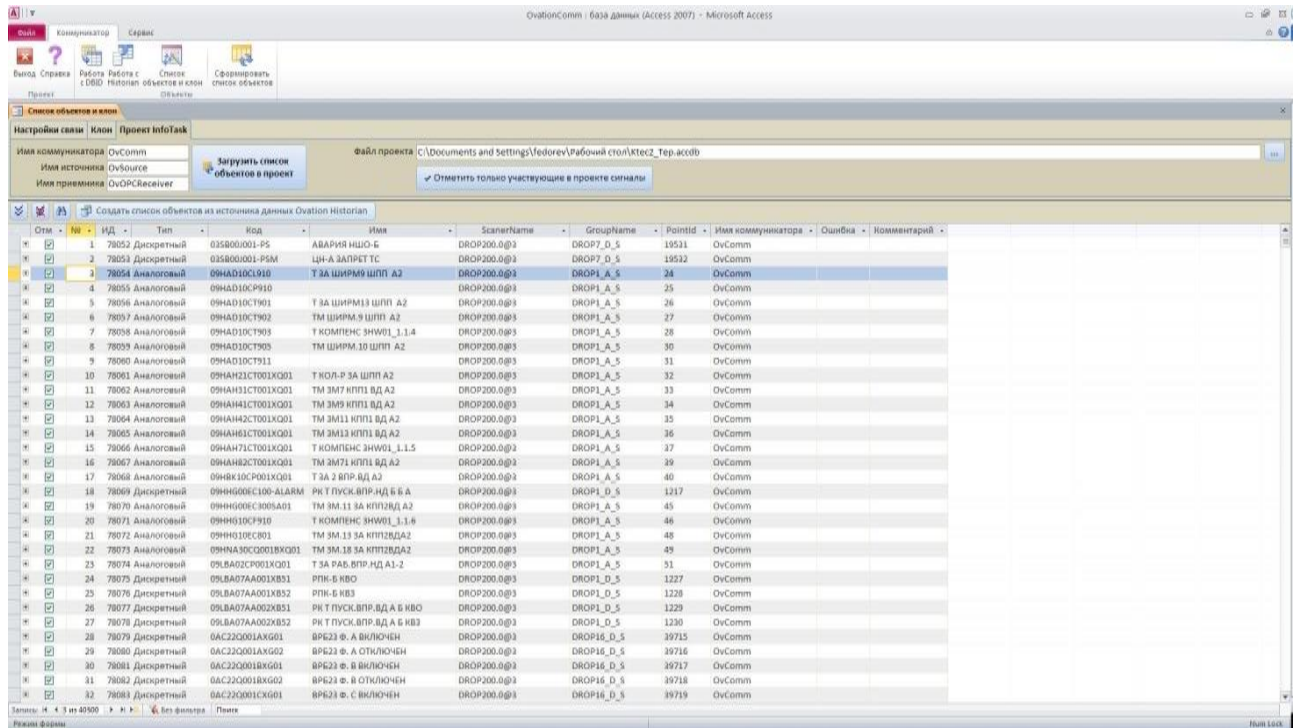 OvationComm : база данных (Access 2007) - Microsoft Access
Файл Коммуникатор Сервис
Выход Справка Работа с DBID Работа с Historian Список объектов и клон Сформировать список объектов
Проект Объекты
Список объектов и клон
Настройки связи Клон Проект InfoTask
Имя коммуникатора OvComm
Имя источника OvSource
Имя приемника OvOPCReceiver
Загрузить список объектов в проект
Файл проекта C:\Documents and Settings\fedorev\Рабочий стол\Ktec2_Tep.accdb ...
Отметить только участвующие в проекте сигналы
Создать список объектов из источника данных Ovation Historian
Отм № ИД Тип Код Имя ScanerName GroupName PointId Имя коммуникатора Ошибка Комментарий
1 78052 Дискретный 03SB00J001-PS АВАРИЯ НШО-Б DROP200.0@3 DROP7_D_S 19531 OvComm
2 78053 Дискретный 03SB00J001-PSM ЦН-А ЗАПРЕТ ТС DROP200.0@3 DROP7_D_S 19532 OvComm
3 78054 Аналоговый 09HAD10CL910 Т ЗА ШИРМ9 ШПП А2 DROP200.0@3 DROP1_A_S 24 OvComm
4 78055 Аналоговый 09HAD10CP910 DROP200.0@3 DROP1_A_S 25 OvComm
5 78056 Аналоговый 09HAD10CT901 Т ЗА ШИРМ13 ШПП А2 DROP200.0@3 DROP1_A_S 26 OvComm
6 78057 Аналоговый 09HAD10CT902 ТМ ШИРМ.9 ШПП А2 DROP200.0@3 DROP1_A_S 27 OvComm
7 78058 Аналоговый 09HAD10CT903 Т КОМПЕНС 3HW01_1.1.4 DROP200.0@3 DROP1_A_S 28 OvComm
8 78059 Аналоговый 09HAD10CT905 ТМ ШИРМ.10 ШПП А2 DROP200.0@3 DROP1_A_S 30 OvComm
9 78060 Аналоговый 09HAD10CT911 DROP200.0@3 DROP1_A_S 31 OvComm
10 78061 Аналоговый 09HAH21CT001XQ01 Т КОЛ-Р ЗА ШПП А2 DROP200.0@3 DROP1_A_S 32 OvComm
11 78062 Аналоговый 09HAH31CT001XQ01 ТМ ЗМ7 КПП1 ВД А2 DROP200.0@3 DROP1_A_S 33 OvComm
12 78063 Аналоговый 09HAH41CT001XQ01 ТМ ЗМ9 КПП1 ВД А2 DROP200.0@3 DROP1_A_S 34 OvComm
13 78064 Аналоговый 09HAH42CT001XQ01 ТМ ЗМ11 КПП1 ВД А2 DROP200.0@3 DROP1_A_S 35 OvComm
14 78065 Аналоговый 09HAH61CT001XQ01 ТМ ЗМ13 КПП1 ВД А2 DROP200.0@3 DROP1_A_S 36 OvComm
15 78066 Аналоговый 09HAH71CT001XQ01 Т КОМПЕНС 3HW01_1.1.5 DROP200.0@3 DROP1_A_S 37 OvComm
16 78067 Аналоговый 09HAH82CT001XQ01 ТМ ЗМ71 КПП1 ВД А2 DROP200.0@3 DROP1_A_S 39 OvComm
17 78068 Аналоговый 09HBK10CP001XQ01 Т ЗА 2 ВПР.ВД А2 DROP200.0@3 DROP1_A_S 40 OvComm
18 78069 Дискретный 09HHG00EC100-ALARM РК Т ПУСК.ВПР.НД Б Б А DROP200.0@3 DROP1_D_S 1217 OvComm
19 78070 Аналоговый 09HHG00EC300SA01 ТМ ЗМ.11 ЗА КПП2ВД А2 DROP200.0@3 DROP1_A_S 45 OvComm
20 78071 Аналоговый 09HHG10CF910 Т КОМПЕНС 3HW01_1.1.6 DROP200.0@3 DROP1_A_S 46 OvComm
21 78072 Аналоговый 09HHG10EC801 ТМ ЗМ.13 ЗА КПП2ВДА2 DROP200.0@3 DROP1_A_S 48 OvComm
22 78073 Аналоговый 09HNA30CQ001BXQ01 ТМ ЗМ.18 ЗА КПП2ВДА2 DROP200.0@3 DROP1_A_S 49 OvComm
23 78074 Аналоговый 09LBA02CP001XQ01 Т ЗА РАБ.ВПР.НД А1-2 DROP200.0@3 DROP1_A_S 51 OvComm
24 78075 Дискретный 09LBA07AA001XB51 РПК-Б КВО DROP200.0@3 DROP1_D_S 1227 OvComm
25 78076 Дискретный 09LBA07AA001XB52 РПК-Б КВЗ DROP200.0@3 DROP1_D_S 1228 OvComm
26 78077 Дискретный 09LBA07AA002XB51 РК Т ПУСК.ВПР.ВД А Б КВО DROP200.0@3 DROP1_D_S 1229 OvComm
27 78078 Дискретный 09LBA07AA002XB52 РК Т ПУСК.ВПР.ВД А Б КВЗ DROP200.0@3 DROP1_D_S 1230 OvComm
28 78079 Дискретный 0AC22Q001AXG01 ВРБ23 Ф. А ВКЛЮЧЕН DROP200.0@3 DROP16_D_S 39715 OvComm
29 78080 Дискретный 0AC22Q001AXG02 ВРБ23 Ф. А ОТКЛЮЧЕН DROP200.0@3 DROP16_D_S 39716 OvComm
30 78081 Дискретный 0AC22Q001BXG01 ВРБ23 Ф. В ВКЛЮЧЕН DROP200.0@3 DROP16_D_S 39717 OvComm
31 78082 Дискретный 0AC22Q001BXG02 ВРБ23 Ф. В ОТКЛЮЧЕН DROP200.0@3 DROP16_D_S 39718 OvComm
32 78083 Дискретный 0AC22Q001CXG01 ВРБ23 Ф. С ВКЛЮЧЕН DROP200.0@3 DROP16_D_S 39719 OvComm
Запись: 3 из 40500 Без фильтра Поиск
Режим формы Num Lock